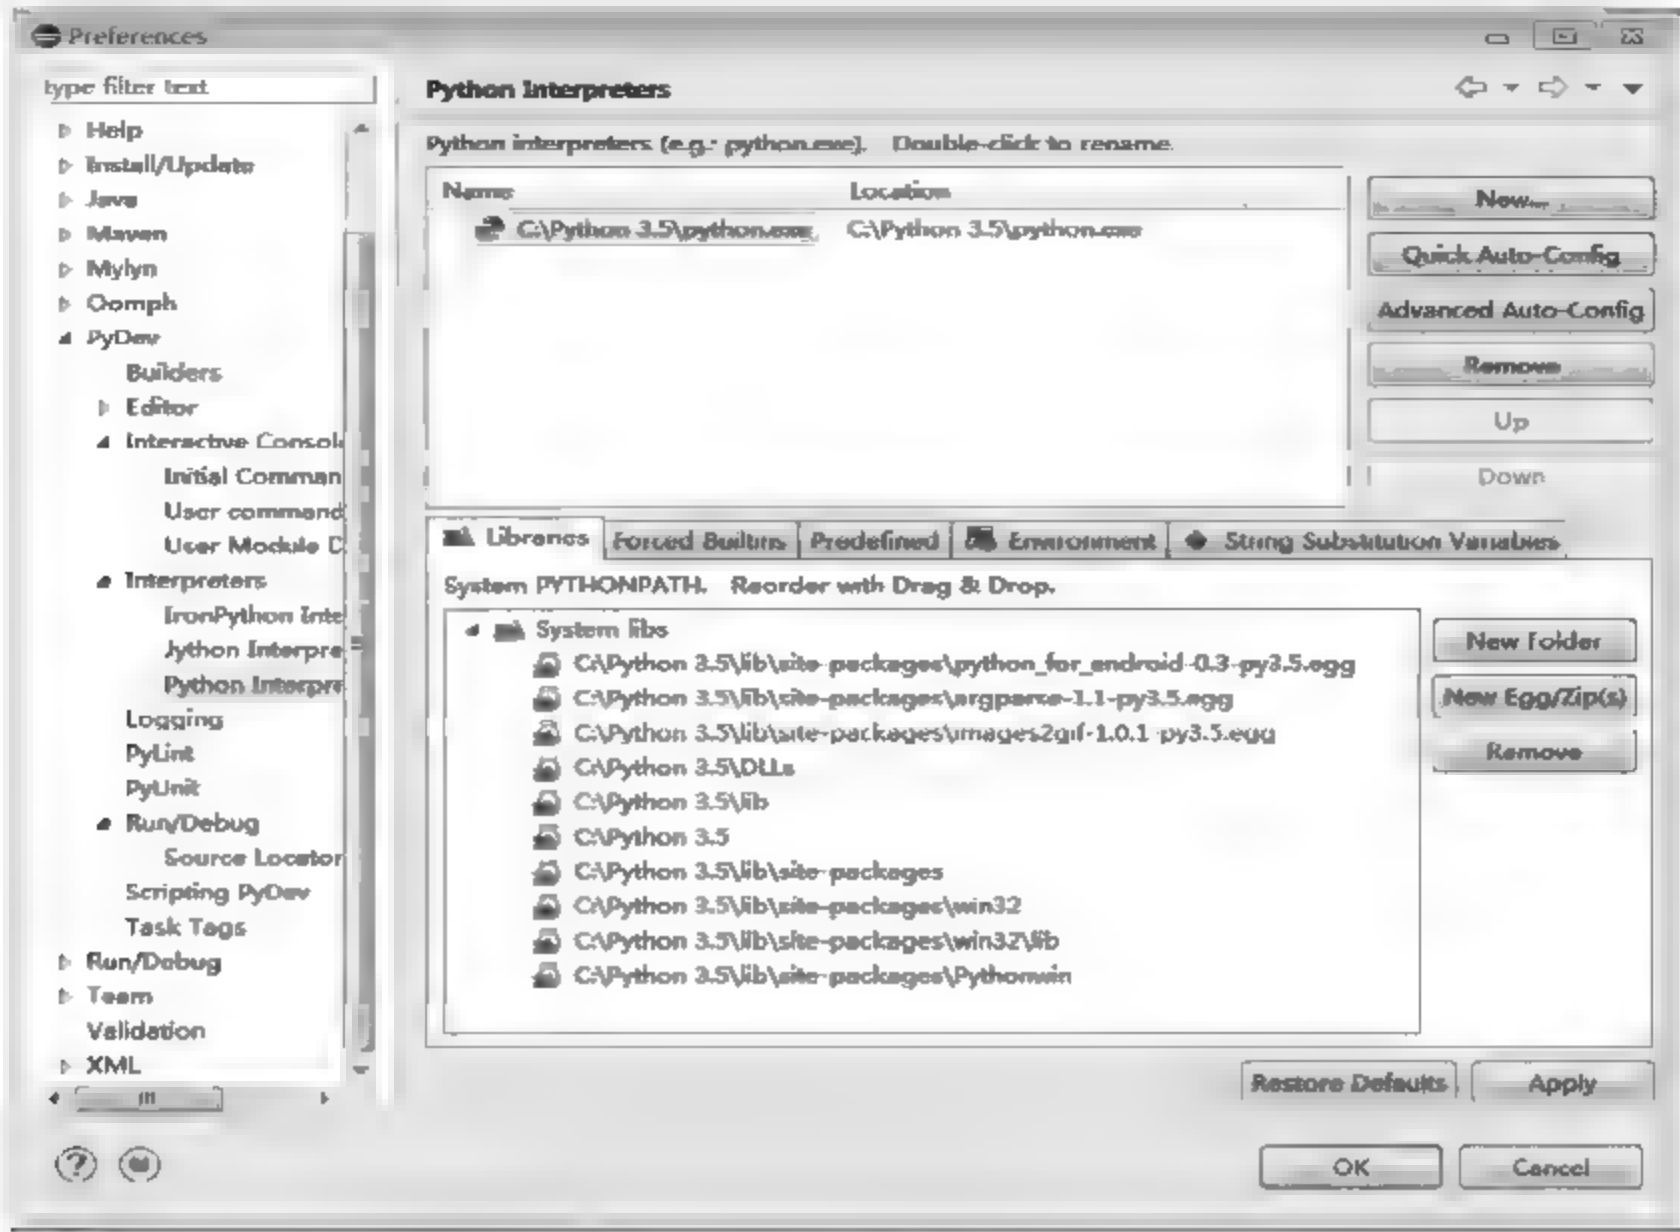 Preferences
type filter text
Help
Install/Update
Java
Maven
Mylyn
Oomph
PyDev
Builders
Editor
Interactive Consol
Initial Comman
User command
User Module D
Interpreters
IronPython Inte
Jython Interpre
Python Interpre
Logging
PyLint
PyUnit
Run/Debug
Source Locator
Scripting PyDev
Task Tags
Run/Debug
Team
Validation
XML
Python Interpreters
Python interpreters (e.g.: python.exe). Double-click to rename.
Name Location
C:\Python 3.5\python.exe C:\Python 3.5\python.exe
New...
Quick Auto-Config
Advanced Auto-Config
Remove
Up
Down
Libraries Forced Builtins Predefined Environment String Substitution Variables
System PYTHONPATH. Reorder with Drag & Drop.
System libs
C:\Python 3.5\lib\site-packages\python_for_android-0.3-py3.5.egg
C:\Python 3.5\lib\site-packages\argparse-1.1-py3.5.egg
C:\Python 3.5\lib\site-packages\images2gif-1.0.1-py3.5.egg
C:\Python 3.5\DLLs
C:\Python 3.5\lib
C:\Python 3.5
C:\Python 3.5\lib\site-packages
C:\Python 3.5\lib\site-packages\win32
C:\Python 3.5\lib\site-packages\win32\lib
C:\Python 3.5\lib\site-packages\Pythonwin
New Folder
New Egg/Zip(s)
Remove
Restore Defaults Apply
OK Cancel